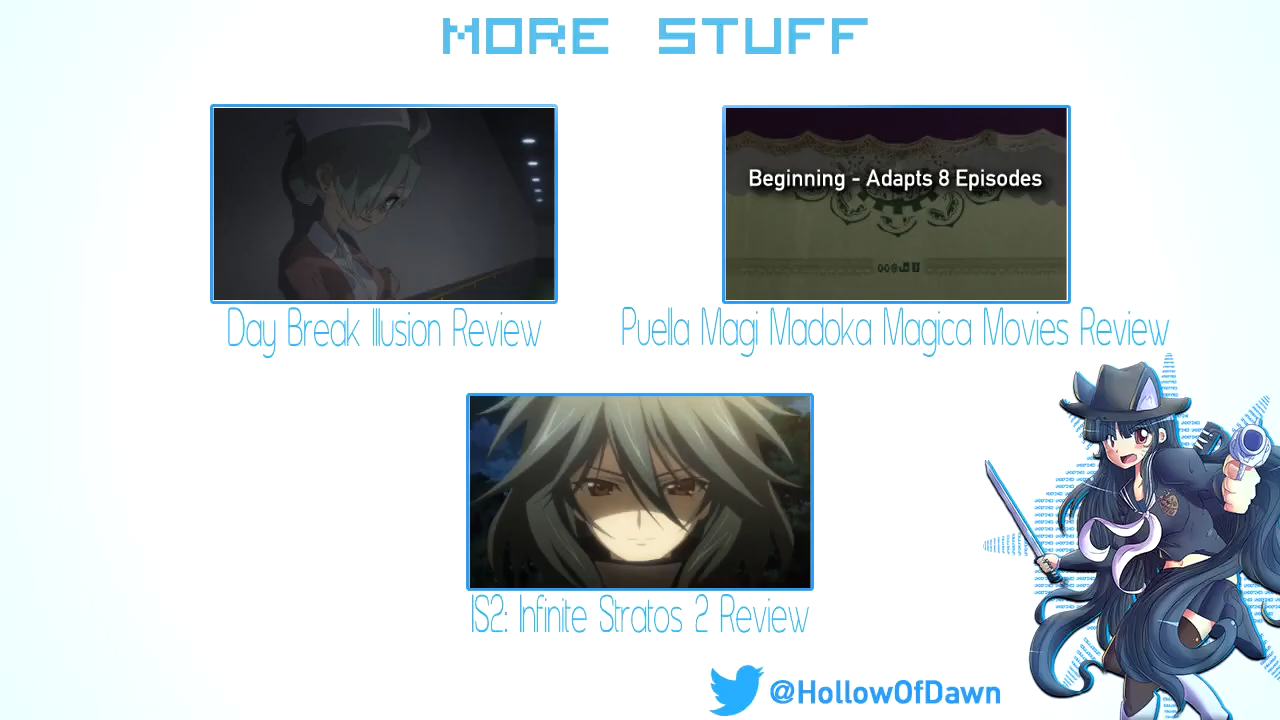 MORE STUFF
Beginning - Adapts 8 Episodes
Day Break Illusion Review
Puella Magi Madoka Magica Movies Review
IS2: Infinite Stratos 2 Review
@HollowOfDawn